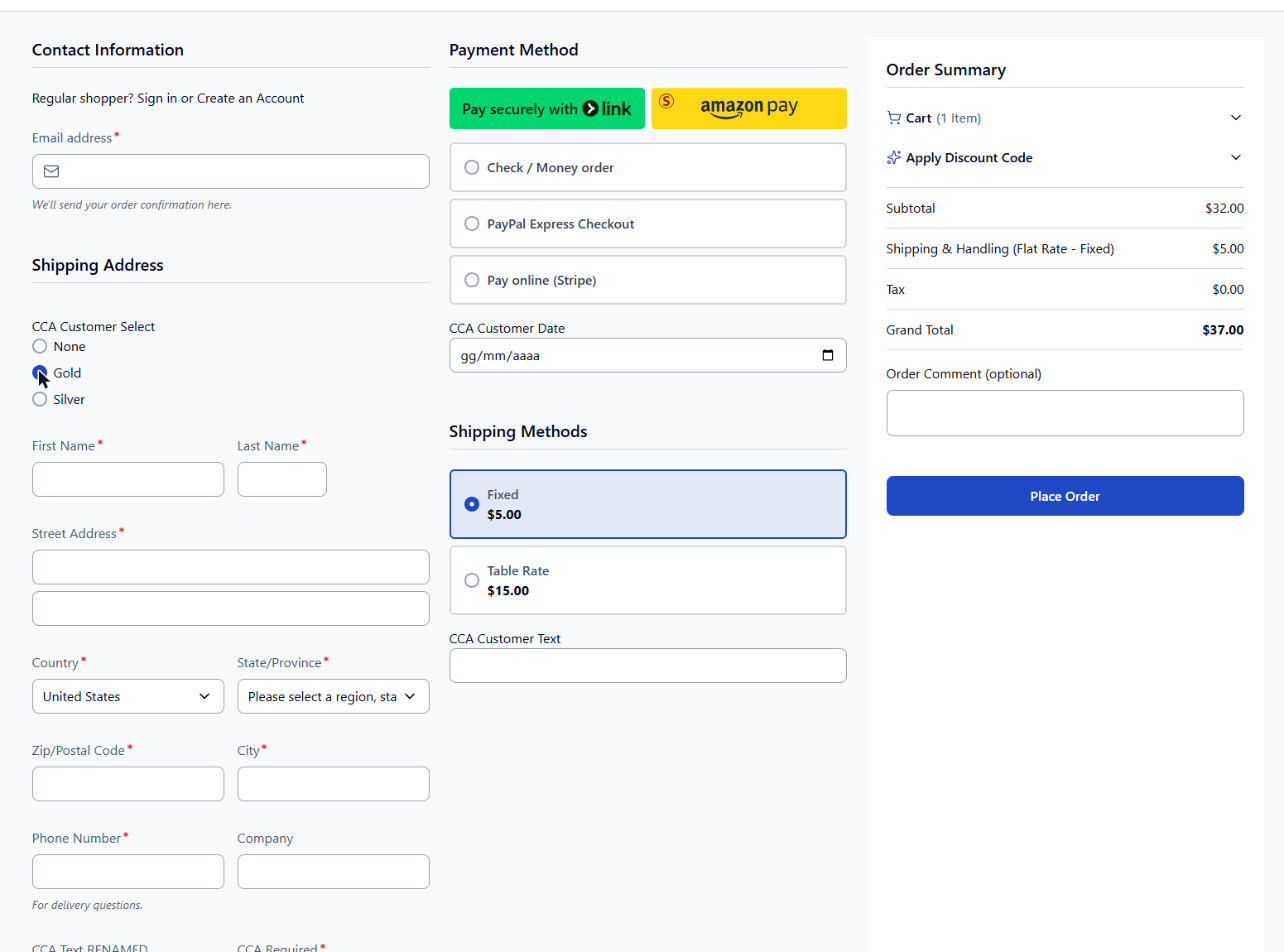 Contact Information
Regular shopper? Sign in or Create an Account
Email address*
We'll send your order confirmation here.
Shipping Address
CCA Customer Select
None
Gold
Silver
First Name*
Last Name*
Street Address*
Country*
State/Province*
United States
Please select a region, sta
Zip/Postal Code*
City*
Phone Number*
Company
For delivery questions.
CCA Text RENAMED
CCA Required*
Payment Method
Pay securely with link
S
amazon pay
Check / Money order
PayPal Express Checkout
Pay online (Stripe)
CCA Customer Date
gg/mm/aaaa
Shipping Methods
Fixed
$5.00
Table Rate
$15.00
CCA Customer Text
Order Summary
Cart (1 Item)
Apply Discount Code
Subtotal $32.00
Shipping & Handling (Flat Rate - Fixed) $5.00
Tax $0.00
Grand Total $37.00
Order Comment (optional)
Place Order